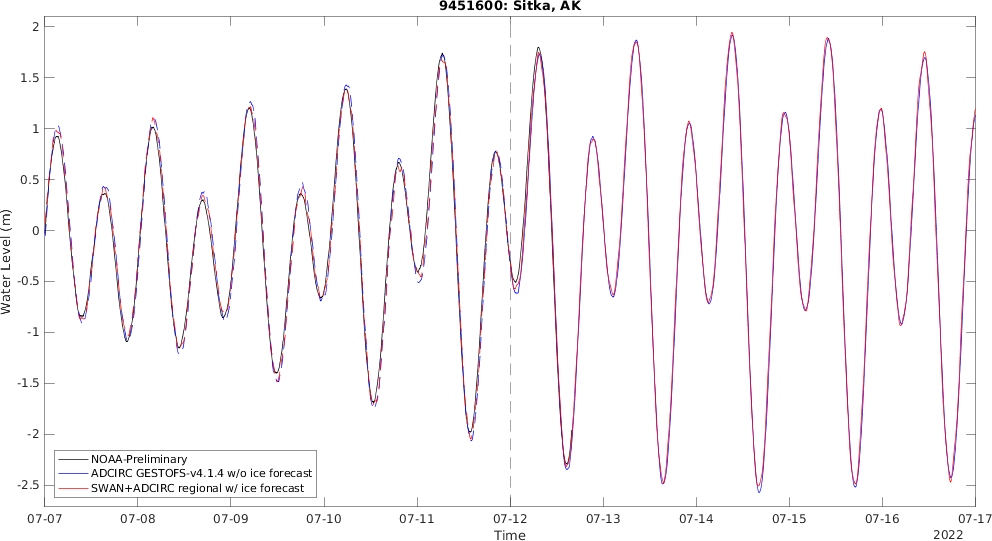 9451600: Sitka, AK
2
1.5
1
0.5
0
-0.5
-1
-1.5
-2
-2.5
Water Level (m)
NOAA-Preliminary
ADCIRC GESTOFS-v4.1.4 w/o ice forecast
SWAN+ADCIRC regional w/ ice forecast
07-07 07-08 07-09 07-10 07-11 07-12 07-13 07-14 07-15 07-16 07-17
Time
2022